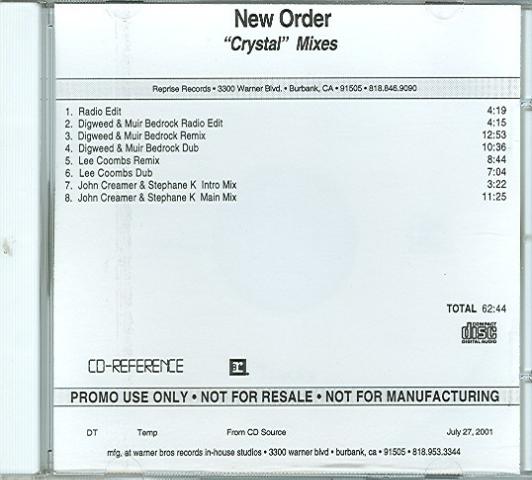 New Order
"Crystal" Mixes
Reprise Records • 3300 Warner Blvd. • Burbank, CA • 91505 • 818.846.9090
1. Radio Edit 4:19
2. Digweed & Muir Bedrock Radio Edit 4:15
3. Digweed & Muir Bedrock Remix 12:53
4. Digweed & Muir Bedrock Dub 10:36
5. Lee Coombs Remix 8:44
6. Lee Coombs Dub 7:04
7. John Creamer & Stephane K Intro Mix 3:22
8. John Creamer & Stephane K Main Mix 11:25
TOTAL 62:44
COMPACT
disc
DIGITAL AUDIO
CD-REFERENCE r
PROMO USE ONLY • NOT FOR RESALE • NOT FOR MANUFACTURING
DT Temp From CD Source July 27, 2001
mfg. at warner bros records in-house studios • 3300 warner blvd • burbank, ca • 91505 • 818.953.3344